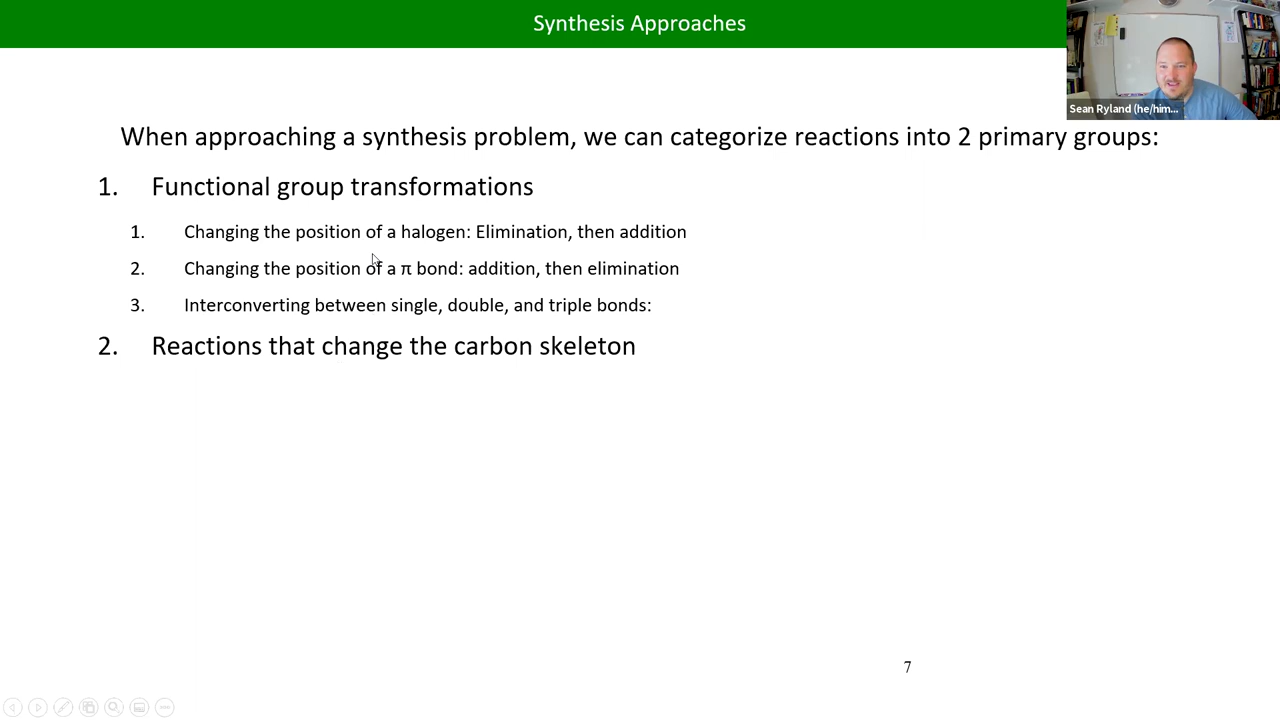 Synthesis Approaches
Sean Ryland (he/him...
When approaching a synthesis problem, we can categorize reactions into 2 primary groups:
1. Functional group transformations
1. Changing the position of a halogen: Elimination, then addition
2. Changing the position of a π bond: addition, then elimination
3. Interconverting between single, double, and triple bonds:
2. Reactions that change the carbon skeleton
7